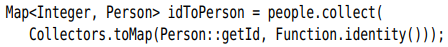 Map<Integer, Person> idToPerson = people.collect(
Collectors.toMap(Person::getId, Function.identity()));